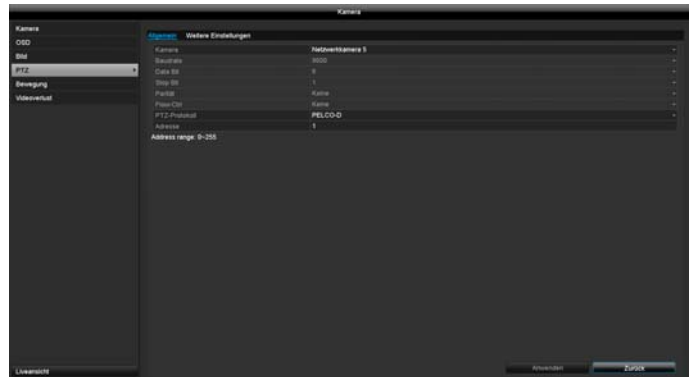 Kamera
Kamera
OSD
Bild
PTZ
Bewegung
Videoverlust
Liveansicht
Allgemein Weitere Einstellungen
Kamera Netzwerkkamera 5
Baudrate 9600
Data Bit 8
Stop Bit 1
Parität Keine
Flow-Ctrl Keine
PTZ-Protokoll PELCO-D
Adresse 1
Address range: 0~255
Anwenden Zurück